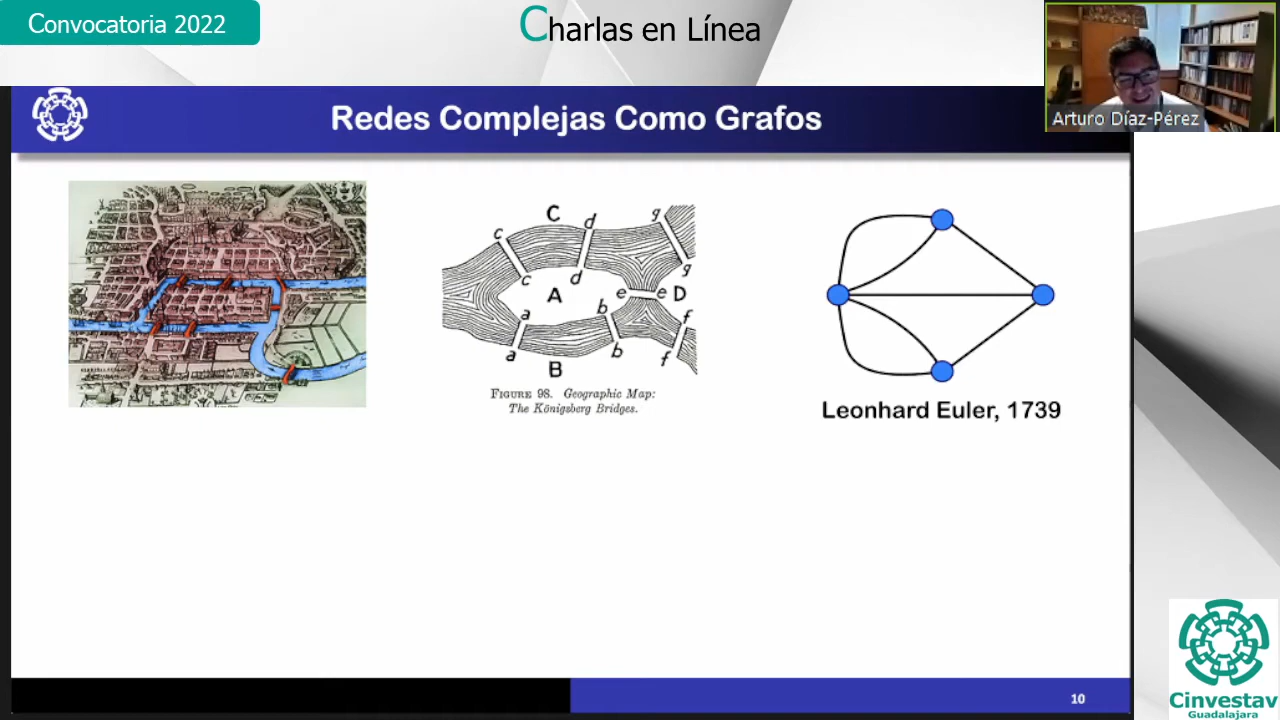 Convocatoria 2022
Charlas en Línea
Arturo Díaz-Pérez
Redes Complejas Como Grafos
C
c
d
g
c
d
g
A
e
e
D
a
b
f
a
b
f
B
FIGURE 98. Geographic Map:
The Königsberg Bridges.
Leonhard Euler, 1739
10
Cinvestav
Guadalajara